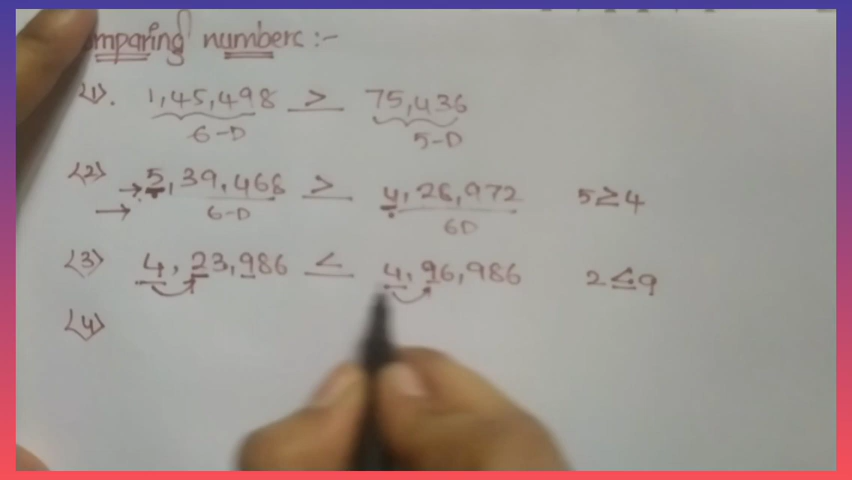 omparing numbers :-
<1>. 1,45,498 > 75,436
6-D 5-D
<2> → 5,39,468 > 4,26,972 5≥4
→ 6-D 6D
<3> 4,23,986 < 4,96,986 2≤9
<4>